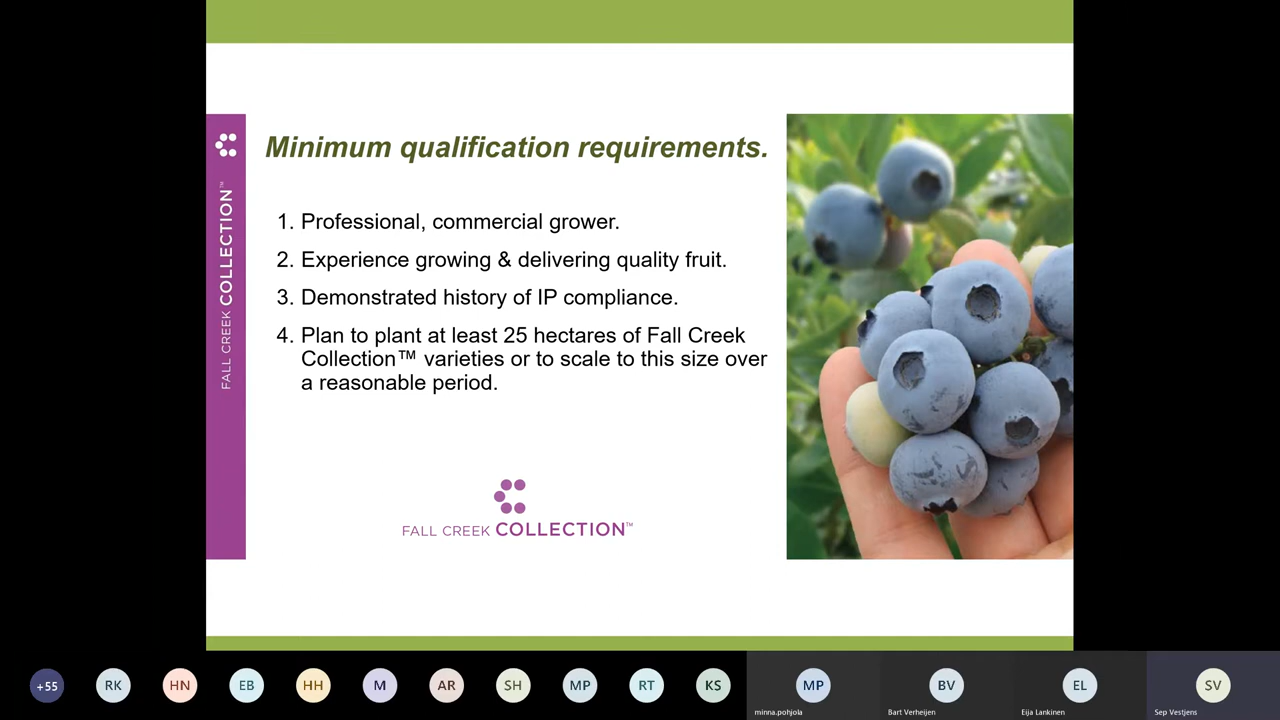 Minimum qualification requirements.
FALL CREEK COLLECTION™
1. Professional, commercial grower.
2. Experience growing & delivering quality fruit.
3. Demonstrated history of IP compliance.
4. Plan to plant at least 25 hectares of Fall Creek
Collection™ varieties or to scale to this size over
a reasonable period.
FALL CREEK COLLECTION™
+55 RK HN EB HH M AR SH MP RT KS MP BV EL SV
minna.pohjola Bart Verheijen Eija Lankinen Sep Vestjens